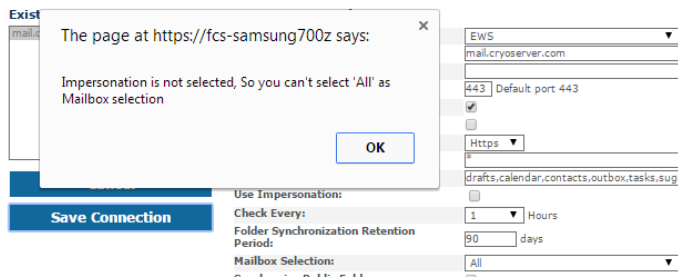 Exist
mail.c
The page at https://fcs-samsung700z says:
×
Impersonation is not selected, So you can't select 'All' as
Mailbox selection
OK
EWS
mail.cryoserver.com
443 Default port 443
Https
*
drafts,calendar,contacts,outbox,tasks,sug
Save Connection
Use Impersonation:
Check Every:
1 Hours
Folder Synchronization Retention
Period:
90 days
Mailbox Selection:
All